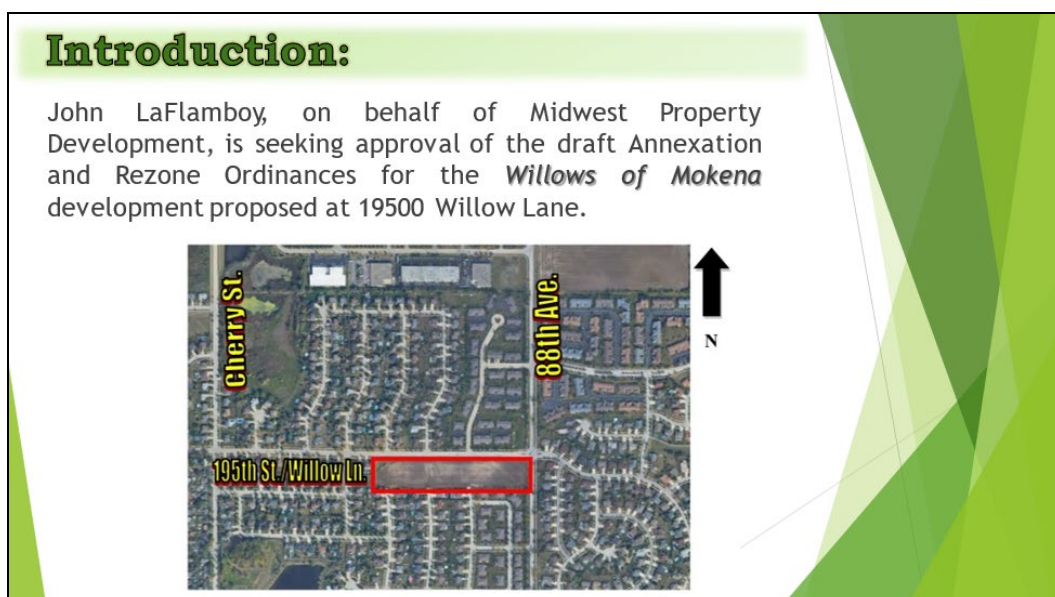 Introduction:
John LaFlamboy, on behalf of Midwest Property
Development, is seeking approval of the draft Annexation
and Rezone Ordinances for the Willows of Mokena
development proposed at 19500 Willow Lane.
Cherry St.
88th Ave.
N
195th St./Willow Ln.